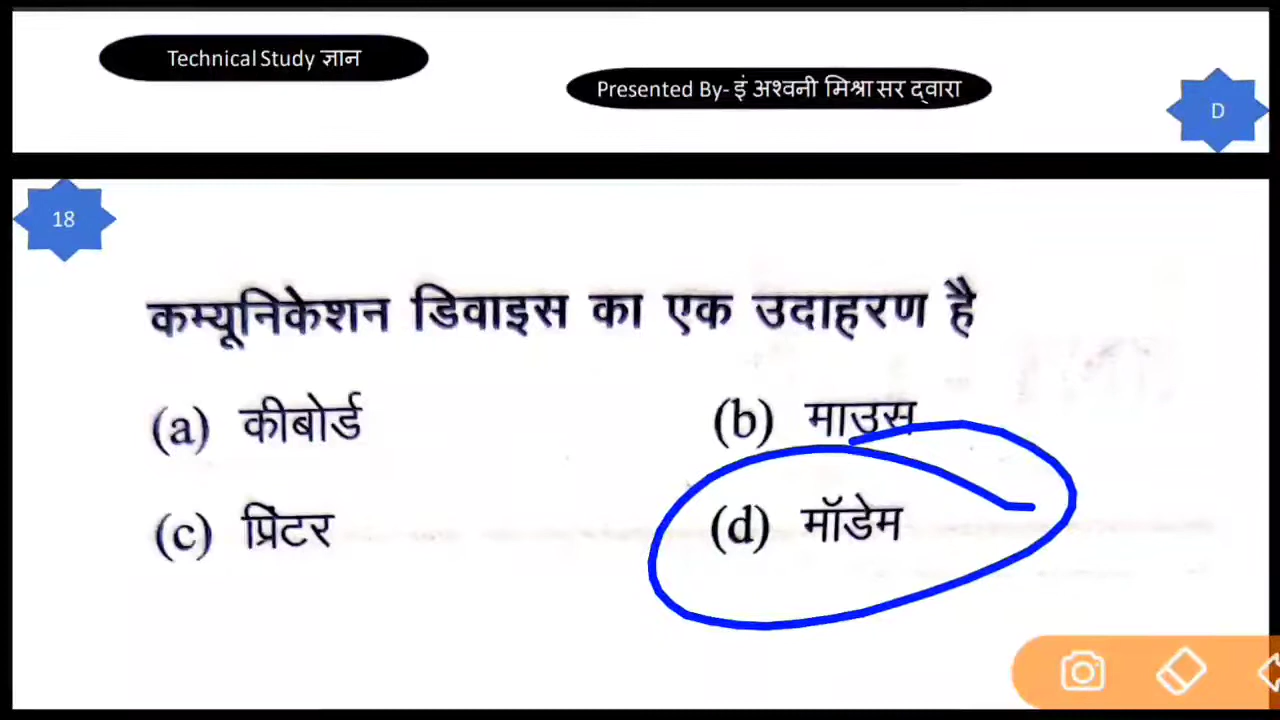 Technical Study ज्ञान
Presented By- इं अश्वनी मिश्रा सर द्वारा
D
18
कम्यूनिकेशन डिवाइस का एक उदाहरण है
(a) कीबोर्ड
(b) माउस
(c) प्रिंटर
(d) मॉडेम